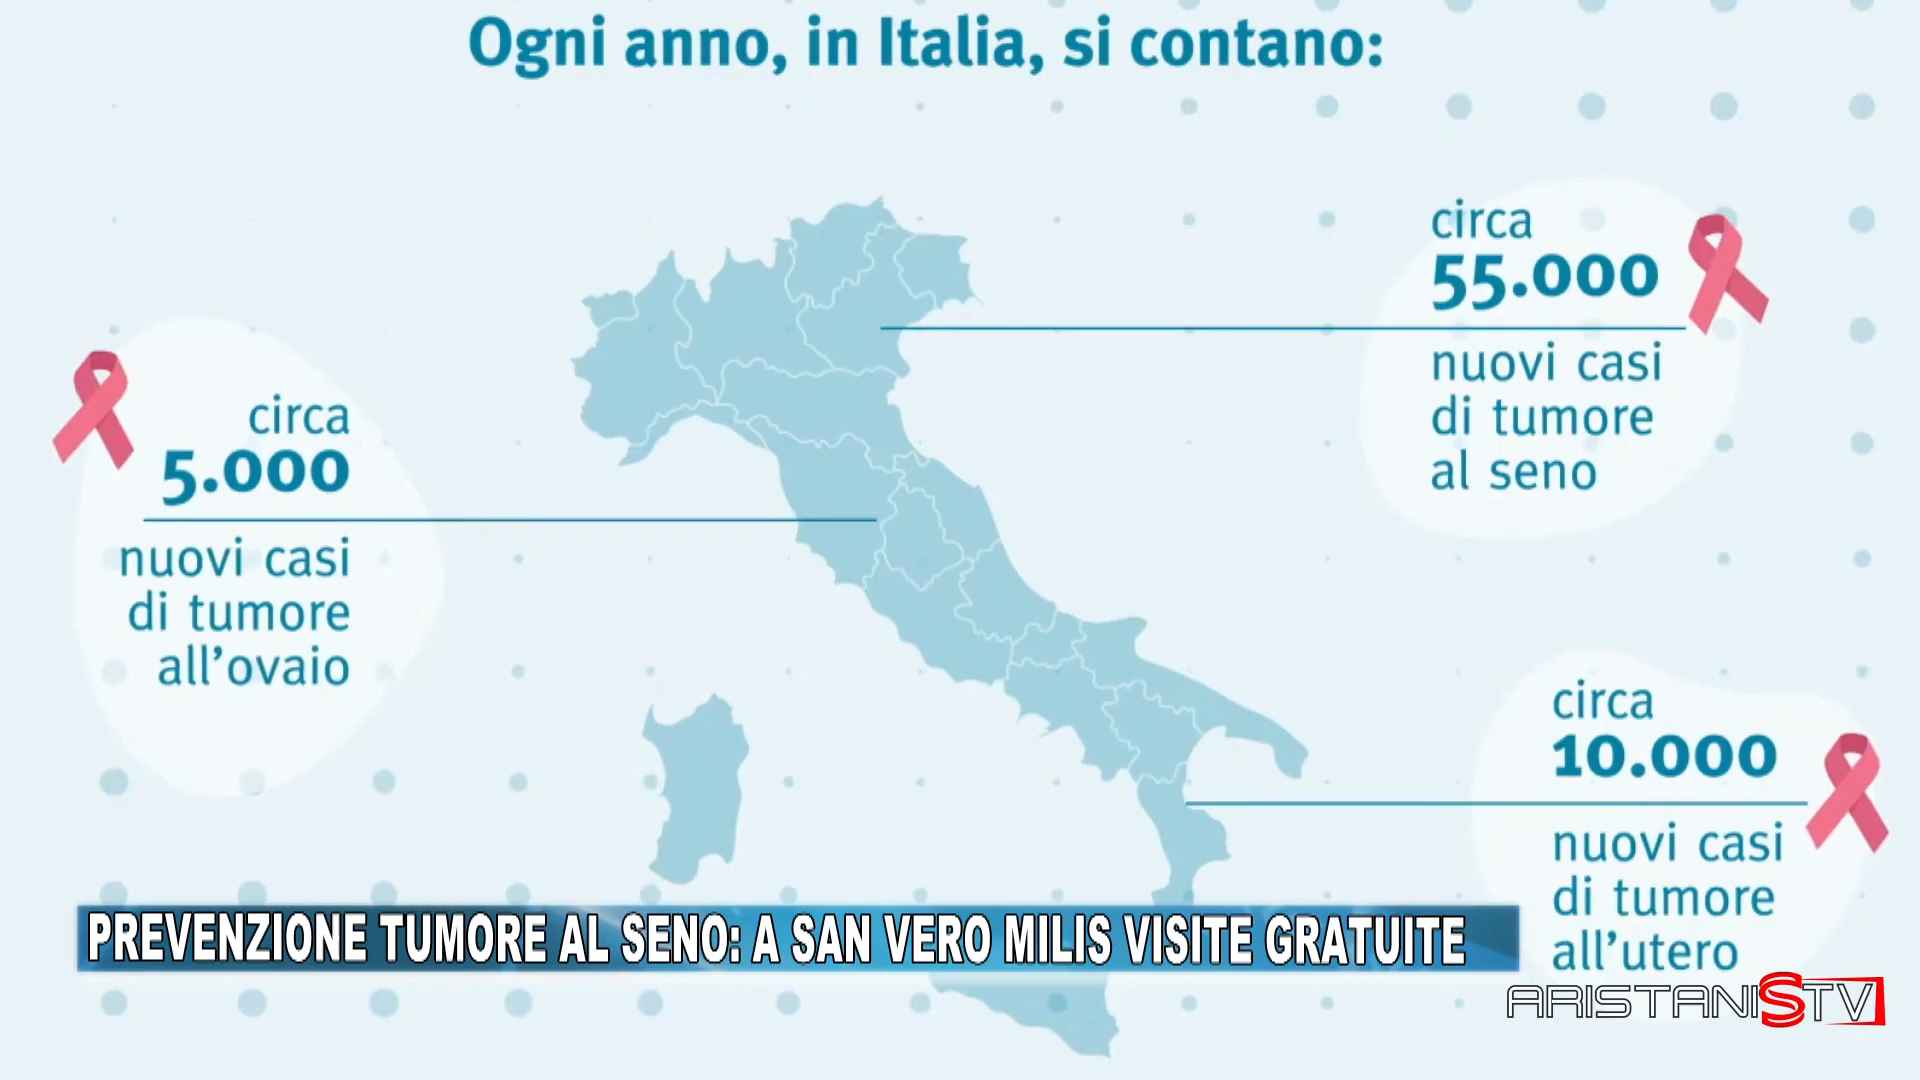 Ogni anno, in Italia, si contano:
circa
55.000
nuovi casi
di tumore
al seno
circa
5.000
nuovi casi
di tumore
all'ovaio
circa
10.000
nuovi casi
di tumore
all'utero
PREVENZIONE TUMORE AL SENO: A SAN VERO MILIS VISITE GRATUITE
ARISTANISTV